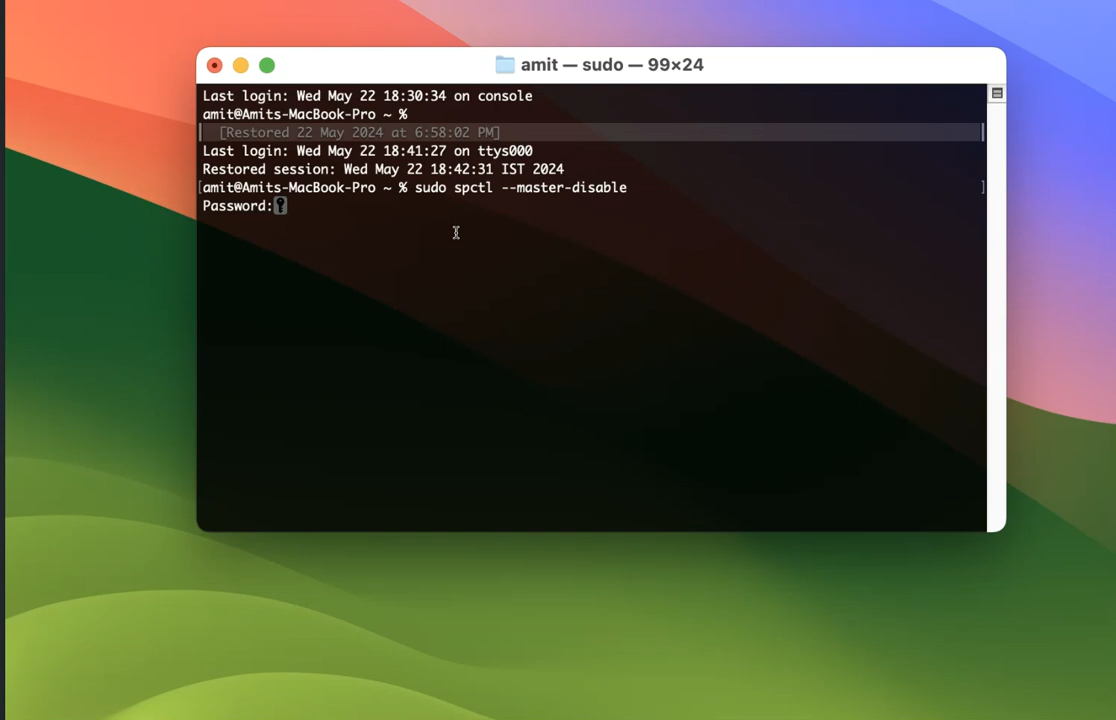 amit — sudo — 99×24
Last login: Wed May 22 18:30:34 on console
amit@Amits-MacBook-Pro ~ %
[Restored 22 May 2024 at 6:58:02 PM]
Last login: Wed May 22 18:41:27 on ttys000
Restored session: Wed May 22 18:42:31 IST 2024
[amit@Amits-MacBook-Pro ~ % sudo spctl --master-disable ]
Password: